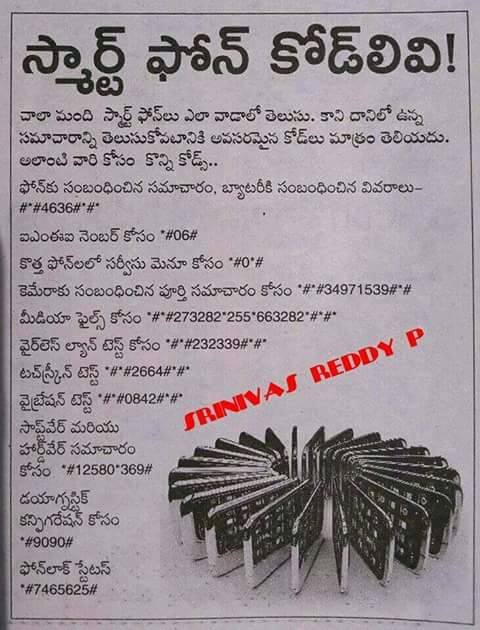 స్మార్ట్ ఫోన్ కోడ్‌లివి!
చాలా మంది స్మార్ట్ ఫోన్‌లు ఎలా వాడాలో తెలుసు. కాని దానిలో ఉన్న
సమాచారాన్ని తెలుసుకోవటానికి అవసరమైన కోడ్‌లు మాత్రం తెలియదు.
అలాంటి వారి కోసం కొన్ని కోడ్స్..
ఫోన్‌కు సంబంధించిన సమాచారం, బ్యాటరీకి సంబంధించిన వివరాలు–
#*#4636#*#*
ఐఎంఈఐ నెంబర్ కోసం *#06#
కొత్త ఫోన్‌లలో సర్వీసు మెనూ కోసం *#0*#
కెమేరాకు సంబంధించిన పూర్తి సమాచారం కోసం *#*#34971539#*#
మీడియా ఫైల్స్ కోసం *#*#273282*255*663282*#*#*
వైర్‌లెస్ ల్యాన్ టెస్ట్ కోసం *#*#232339#*#*
టచ్‌స్క్రీన్ టెస్ట్ *#*#2664#*#*
వైబ్రేషన్ టెస్ట్ *#*#0842#*#*
సాఫ్ట్‌వేర్ మరియు
హార్డ్‌వేర్ సమాచారం
కోసం *#12580*369#
డయాగ్నస్టిక్
కన్ఫిగరేషన్ కోసం
*#9090#
ఫోన్‌లాక్ స్టేటస్
*#7465625#
SRINIVAS REDDY P